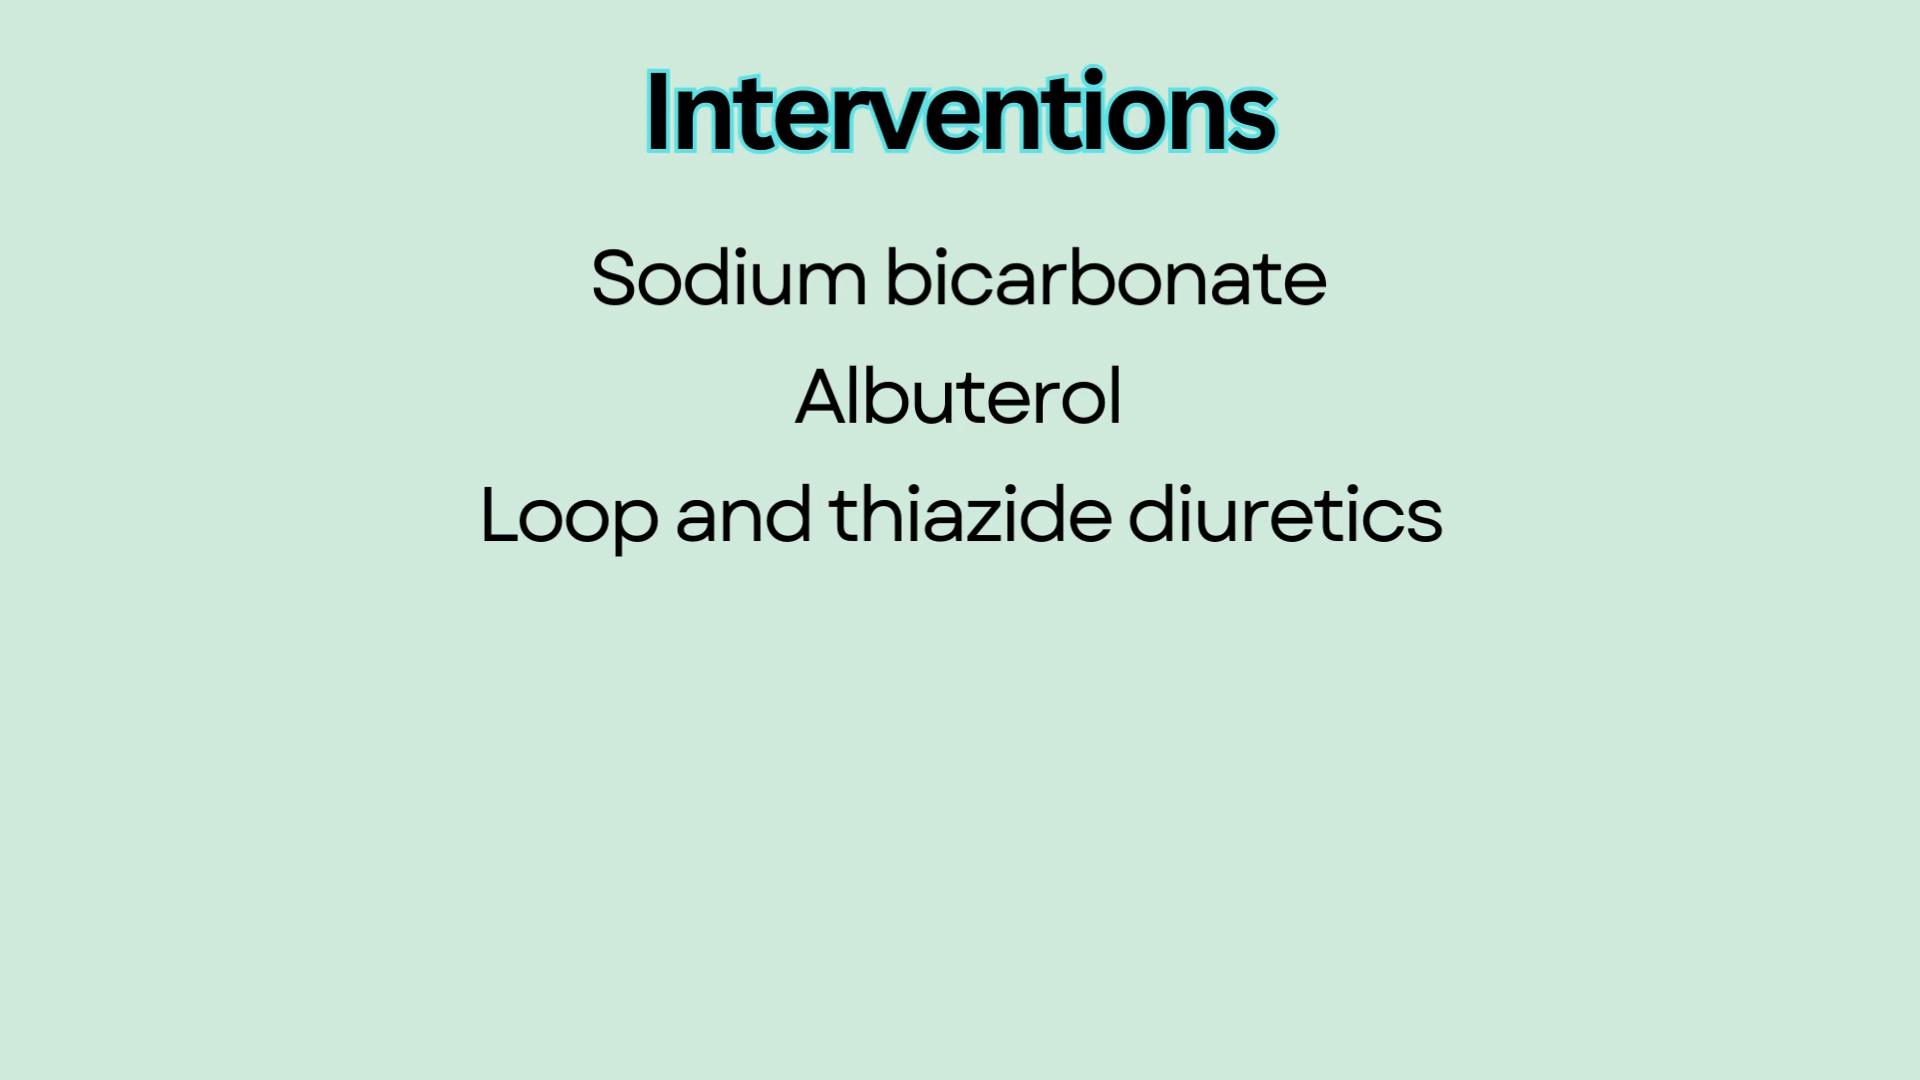 Interventions
Sodium bicarbonate
Albuterol
Loop and thiazide diuretics